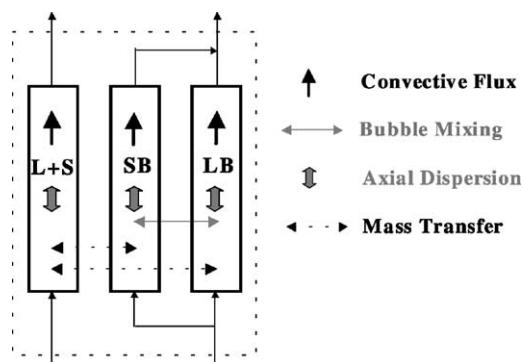 Convective Flux
L+S
SB
LB
Bubble Mixing
Axial Dispersion
Mass Transfer